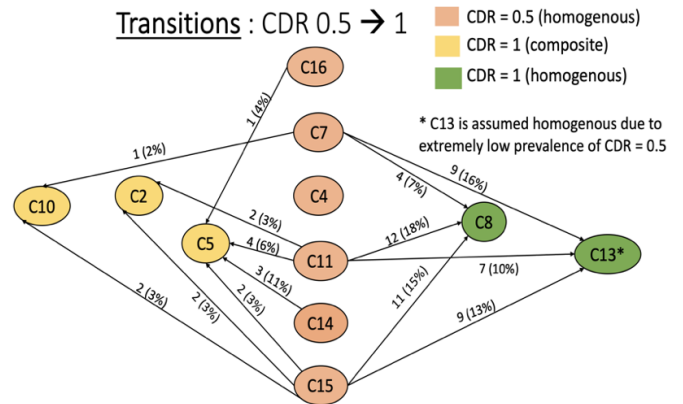 Transitions : CDR 0.5 → 1
CDR = 0.5 (homogenous)
CDR = 1 (composite)
CDR = 1 (homogenous)
* C13 is assumed homogenous due to
extremely low prevalence of CDR = 0.5
C16
1 (4%)
C7
1 (2%)
9 (16%)
4 (7%)
C10
C2
C4
C8
2 (3%)
12 (18%)
C5
4 (6%)
C11
C13*
7 (10%)
3 (11%)
11 (15%)
2 (3%)
2 (3%)
2 (3%)
C14
9 (13%)
C15